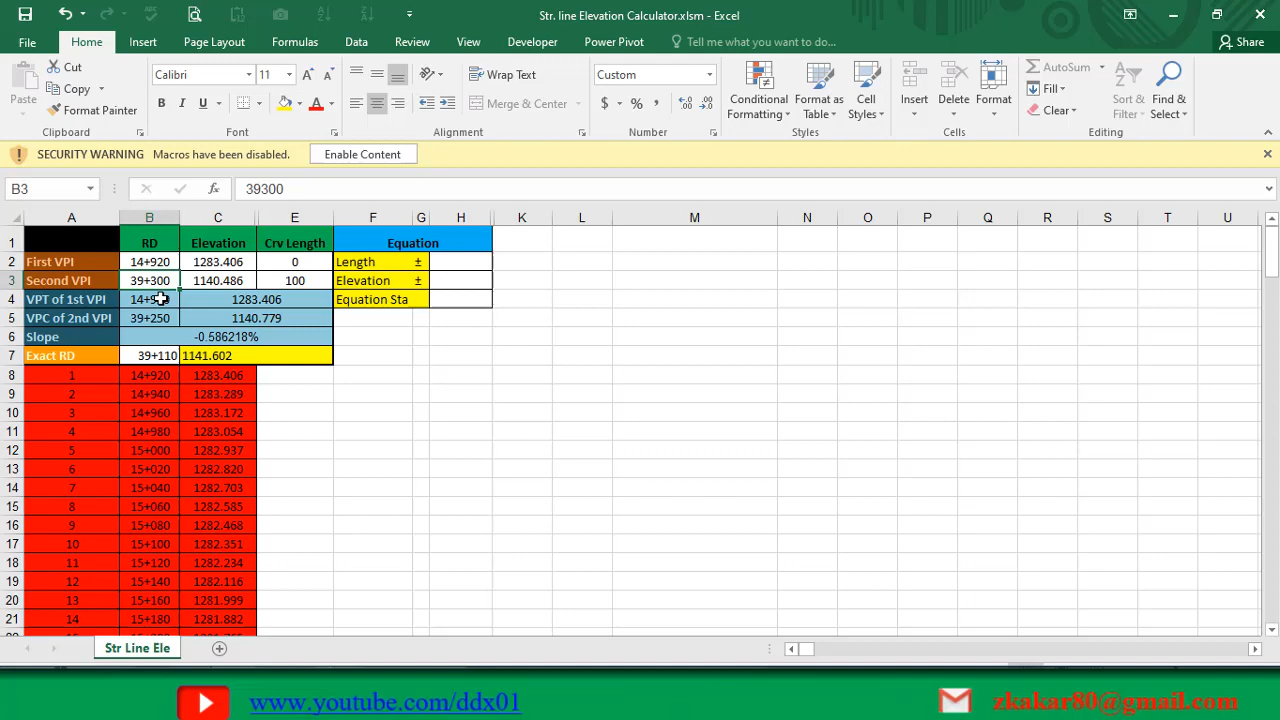 Str. line Elevation Calculator.xlsm - Excel
File Home Insert Page Layout Formulas Data Review View Developer Power Pivot Tell me what you want to do... Share
Paste Cut Calibri 11 Wrap Text Custom Conditional Formatting Format as Table Cell Styles Insert Delete Format AutoSum Sort & Filter Find & Select
Copy Fill
Format Painter B I U Merge & Center $ % , Clear
Clipboard Font Alignment Number Styles Cells Editing
SECURITY WARNING Macros have been disabled. Enable Content
B3 fx 39300
A B C E F G H K L M N O P Q R S T U
1 RD Elevation Crv Length Equation
2 First VPI 14+920 1283.406 0 Length ±
3 Second VPI 39+300 1140.486 100 Elevation ±
4 VPT of 1st VPI 1283.406 Equation Sta
5 VPC of 2nd VPI 39+250 1140.779
6 Slope -0.586218%
7 Exact RD 39+110 1141.602
8 1 14+920 1283.406
9 2 14+940 1283.289
10 3 14+960 1283.172
11 4 14+980 1283.054
12 5 15+000 1282.937
13 6 15+020 1282.820
14 7 15+040 1282.703
15 8 15+060 1282.585
16 9 15+080 1282.468
17 10 15+100 1282.351
18 11 15+120 1282.234
19 12 15+140 1282.116
20 13 15+160 1281.999
21 14 15+180 1281.882
Str Line Ele
www.youtube.com/ddx01 zkakar80@gmail.com